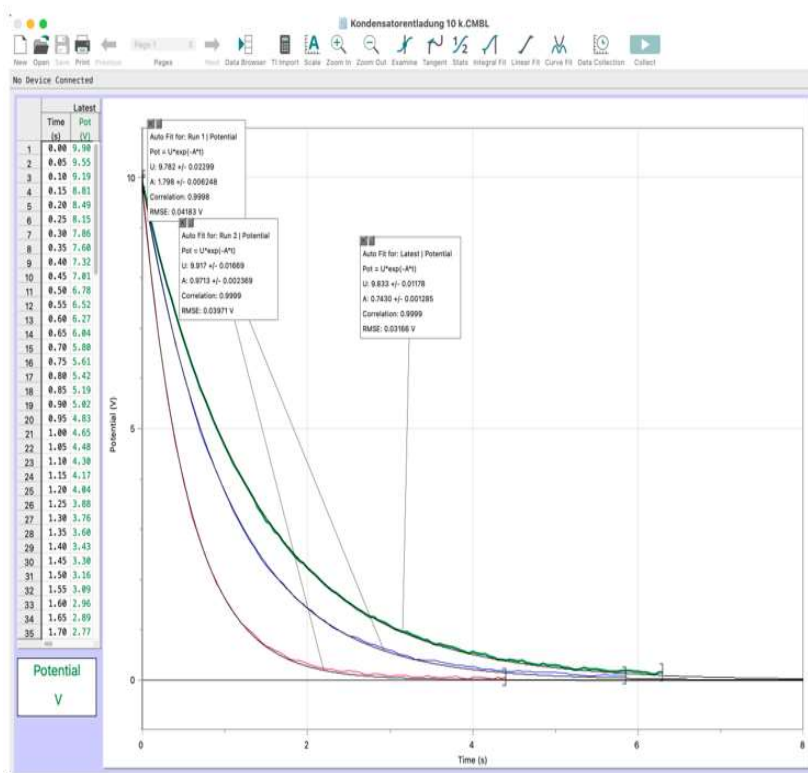 Kondensatorentladung 10 k.CMBL
New Open Save Print Previous Page 1 Pages Next Data Browser TI Import Scale Zoom In Zoom Out Examine Tangent Stats Integral Fit Linear Fit Curve Fit Data Collection Collect
No Device Connected
Latest
Time Pot
(s) (V)
1 0.00 9.90
2 0.05 9.55
3 0.10 9.19
4 0.15 8.81
5 0.20 8.49
6 0.25 8.15
7 0.30 7.86
8 0.35 7.60
9 0.40 7.32
10 0.45 7.01
11 0.50 6.78
12 0.55 6.52
13 0.60 6.27
14 0.65 6.04
15 0.70 5.80
16 0.75 5.61
17 0.80 5.42
18 0.85 5.19
19 0.90 5.02
20 0.95 4.83
21 1.00 4.65
22 1.05 4.48
23 1.10 4.30
24 1.15 4.17
25 1.20 4.04
26 1.25 3.88
27 1.30 3.76
28 1.35 3.60
29 1.40 3.43
30 1.45 3.30
31 1.50 3.16
32 1.55 3.09
33 1.60 2.96
34 1.65 2.89
35 1.70 2.77
Potential
V
Auto Fit for: Run 1 | Potential
Pot = U*exp(-A*t)
U: 9.782 +/- 0.02299
A: 1.798 +/- 0.006248
Correlation: 0.9998
RMSE: 0.04183 V
Auto Fit for: Run 2 | Potential
Pot = U*exp(-A*t)
U: 9.917 +/- 0.01669
A: 0.9713 +/- 0.002369
Correlation: 0.9999
RMSE: 0.03971 V
Auto Fit for: Latest | Potential
Pot = U*exp(-A*t)
U: 9.833 +/- 0.01178
A: 0.7430 +/- 0.001285
Correlation: 0.9999
RMSE: 0.03166 V
Potential (V)
10
5
0
0 2 4 6 8
Time (s)